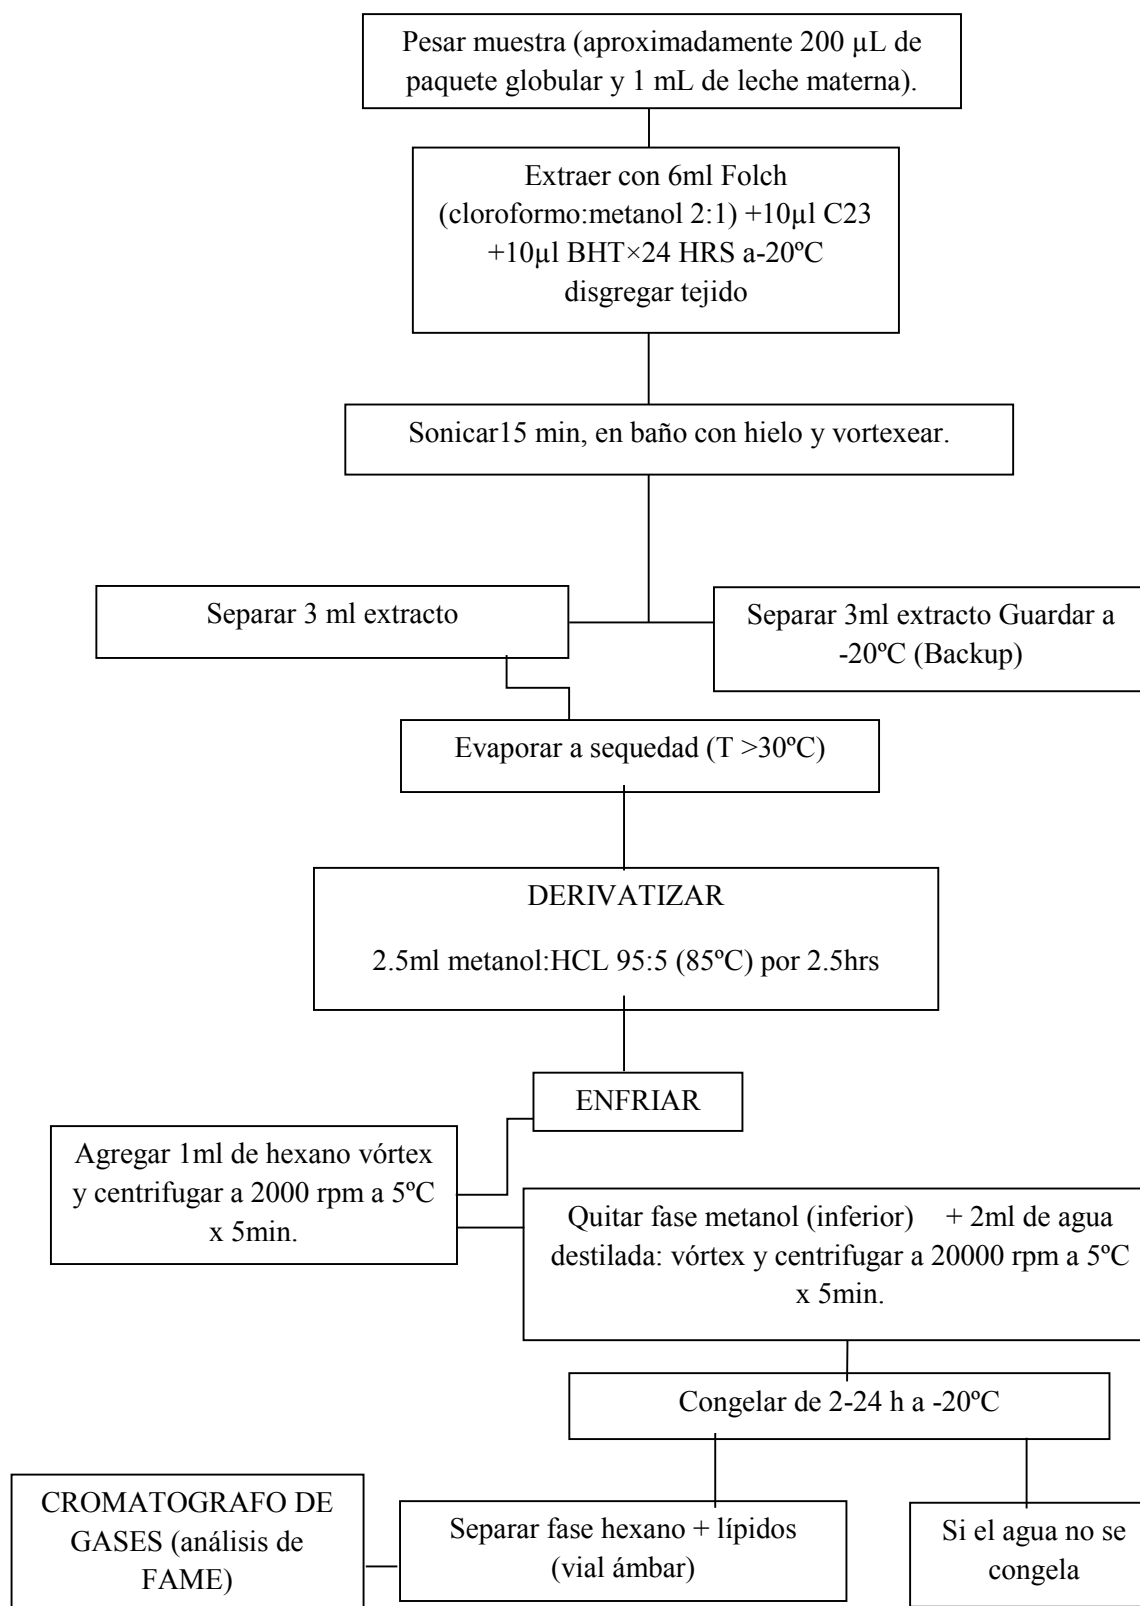 Pesar muestra (aproximadamente 200 µL de
paquete globular y 1 mL de leche materna).
Extraer con 6ml Folch
(cloroformo:metanol 2:1) +10µl C23
+10µl BHT×24 HRS a-20ºC
disgregar tejido
Sonicar15 min, en baño con hielo y vortexear.
Separar 3 ml extracto
Separar 3ml extracto Guardar a
-20ºC (Backup)
Evaporar a sequedad (T >30ºC)
DERIVATIZAR
2.5ml metanol:HCL 95:5 (85ºC) por 2.5hrs
ENFRIAR
Agregar 1ml de hexano vórtex
y centrifugar a 2000 rpm a 5ºC
x 5min.
Quitar fase metanol (inferior) + 2ml de agua
destilada: vórtex y centrifugar a 20000 rpm a 5ºC
x 5min.
Congelar de 2-24 h a -20ºC
CROMATOGRAFO DE
GASES (análisis de
FAME)
Separar fase hexano + lípidos
(vial ámbar)
Si el agua no se
congela